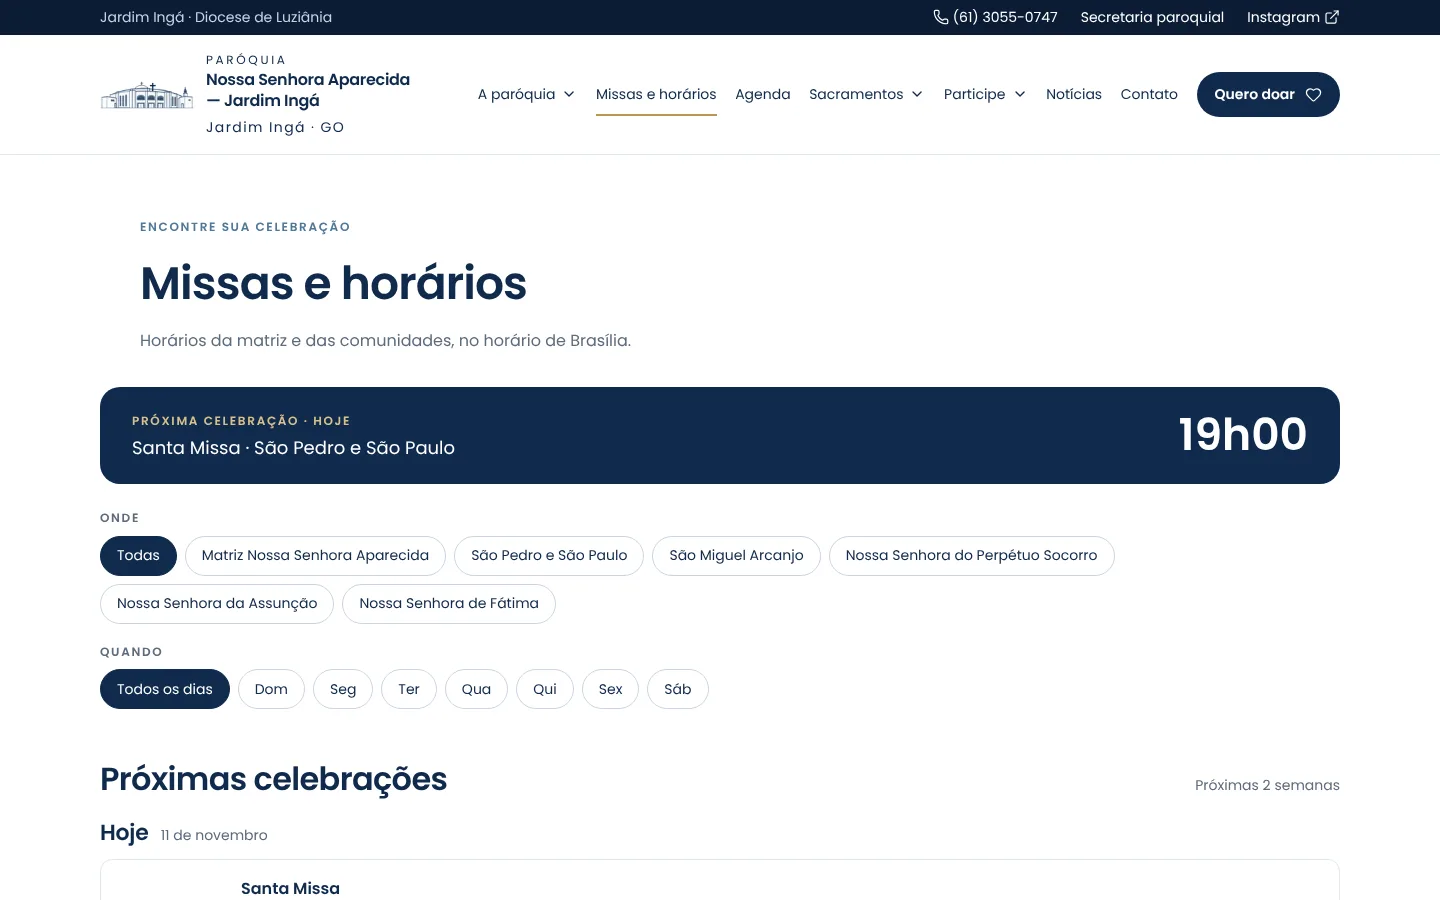 Jardim Ingá · Diocese de Luziânia
(61) 3055-0747 Secretaria paroquial Instagram
PARÓQUIA
Nossa Senhora Aparecida
— Jardim Ingá
Jardim Ingá · GO
A paróquia Missas e horários Agenda Sacramentos Participe Notícias Contato Quero doar
ENCONTRE SUA CELEBRAÇÃO
Missas e horários
Horários da matriz e das comunidades, no horário de Brasília.
PRÓXIMA CELEBRAÇÃO · HOJE
Santa Missa · São Pedro e São Paulo
19h00
ONDE
Todas Matriz Nossa Senhora Aparecida São Pedro e São Paulo São Miguel Arcanjo Nossa Senhora do Perpétuo Socorro
Nossa Senhora da Assunção Nossa Senhora de Fátima
QUANDO
Todos os dias Dom Seg Ter Qua Qui Sex Sáb
Próximas celebrações
Próximas 2 semanas
Hoje 11 de novembro
Santa Missa